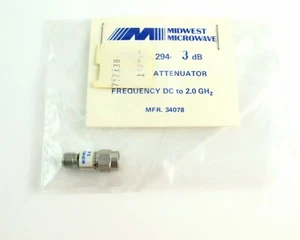 MIDWEST
MICROWAVE
294- 3 dB
ATTENUATOR
FREQUENCY DC to 2.0 GHz
MFR. 34078